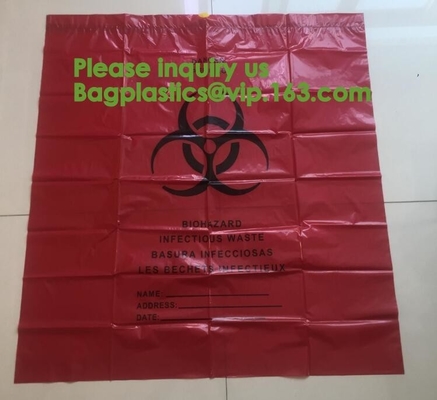 Please inquiry us
Bagplastics@vip.163.com
BIOHAZARD
INFECTIOUS WASTE
BASURA INFECCIOSAS
LES DECHETS INFECTIEUX
NAME
ADDRESS
DATE